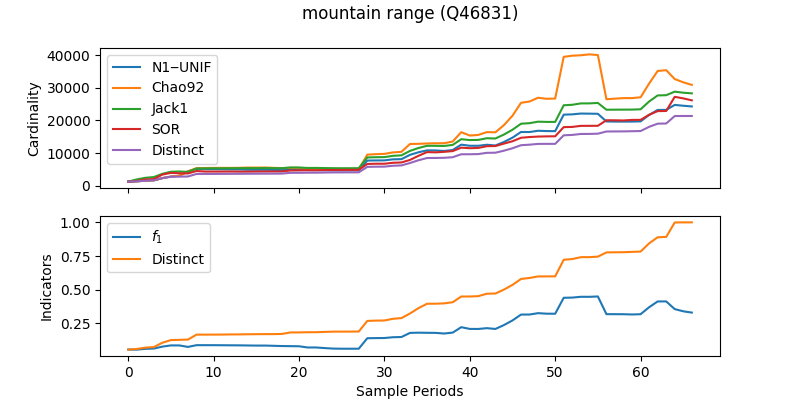 mountain range (Q46831)
40000
30000
20000
10000
0
Cardinality
N1−UNIF
Chao92
Jack1
SOR
Distinct
1.00
0.75
0.50
0.25
Indicators
f1
Distinct
0 10 20 30 40 50 60
Sample Periods